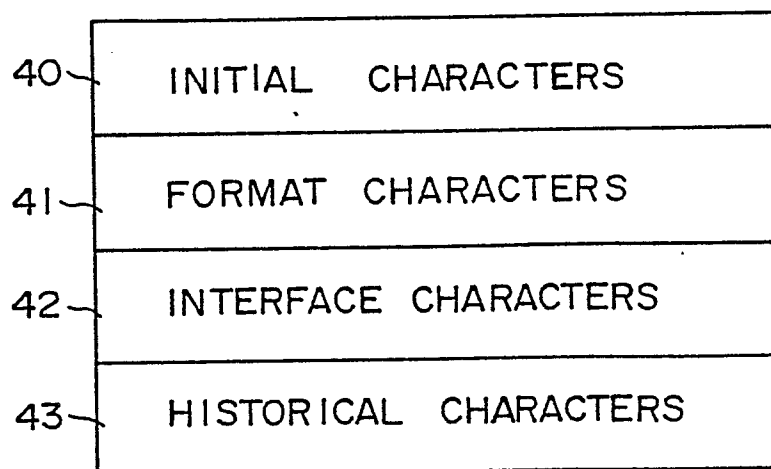 40 INITIAL CHARACTERS
41 FORMAT CHARACTERS
42 INTERFACE CHARACTERS
43 HISTORICAL CHARACTERS